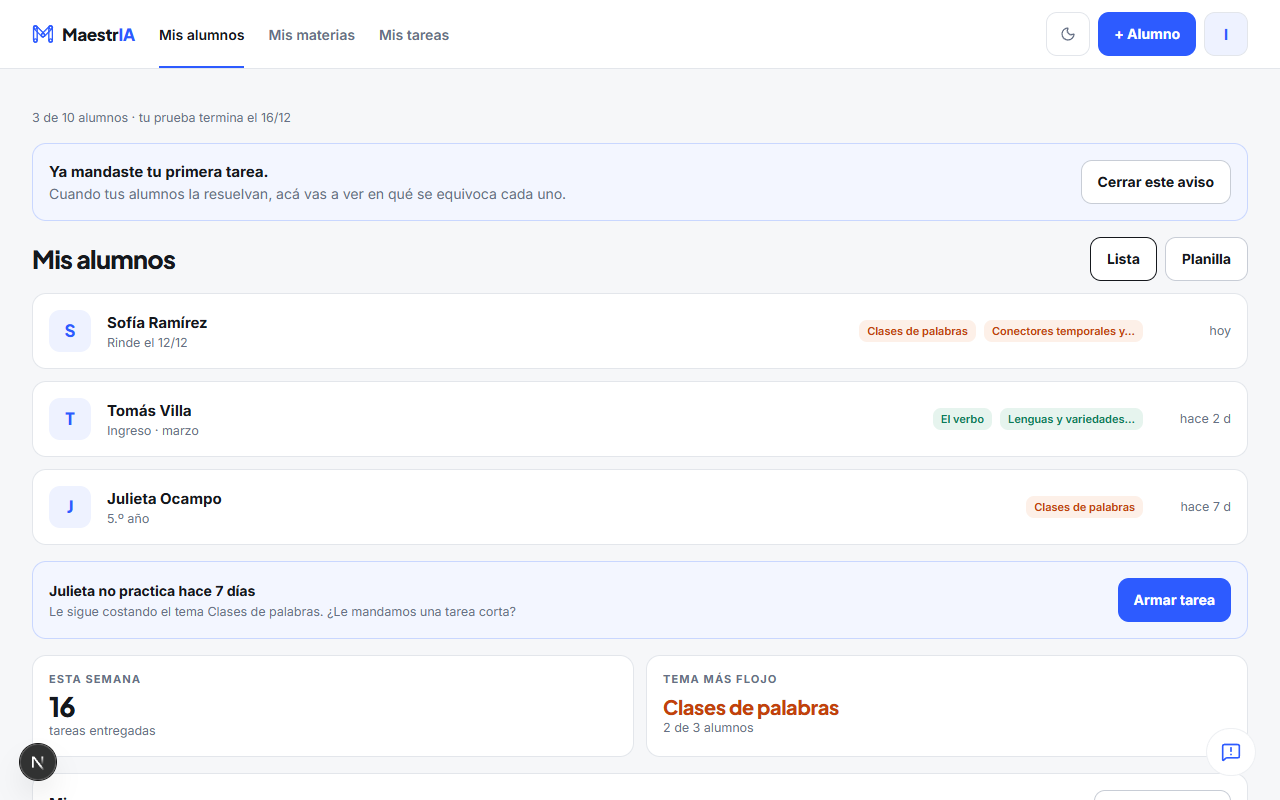 MaestrIA Mis alumnos Mis materias Mis tareas + Alumno I
3 de 10 alumnos · tu prueba termina el 16/12
Ya mandaste tu primera tarea.
Cuando tus alumnos la resuelvan, acá vas a ver en qué se equivoca cada uno.
Cerrar este aviso
Mis alumnos
Lista Planilla
S
Sofía Ramírez
Rinde el 12/12
Clases de palabras Conectores temporales y... hoy
T
Tomás Villa
Ingreso · marzo
El verbo Lenguas y variedades... hace 2 d
J
Julieta Ocampo
5.º año
Clases de palabras hace 7 d
Julieta no practica hace 7 días
Le sigue costando el tema Clases de palabras. ¿Le mandamos una tarea corta?
Armar tarea
ESTA SEMANA
16
tareas entregadas
TEMA MÁS FLOJO
Clases de palabras
2 de 3 alumnos
N